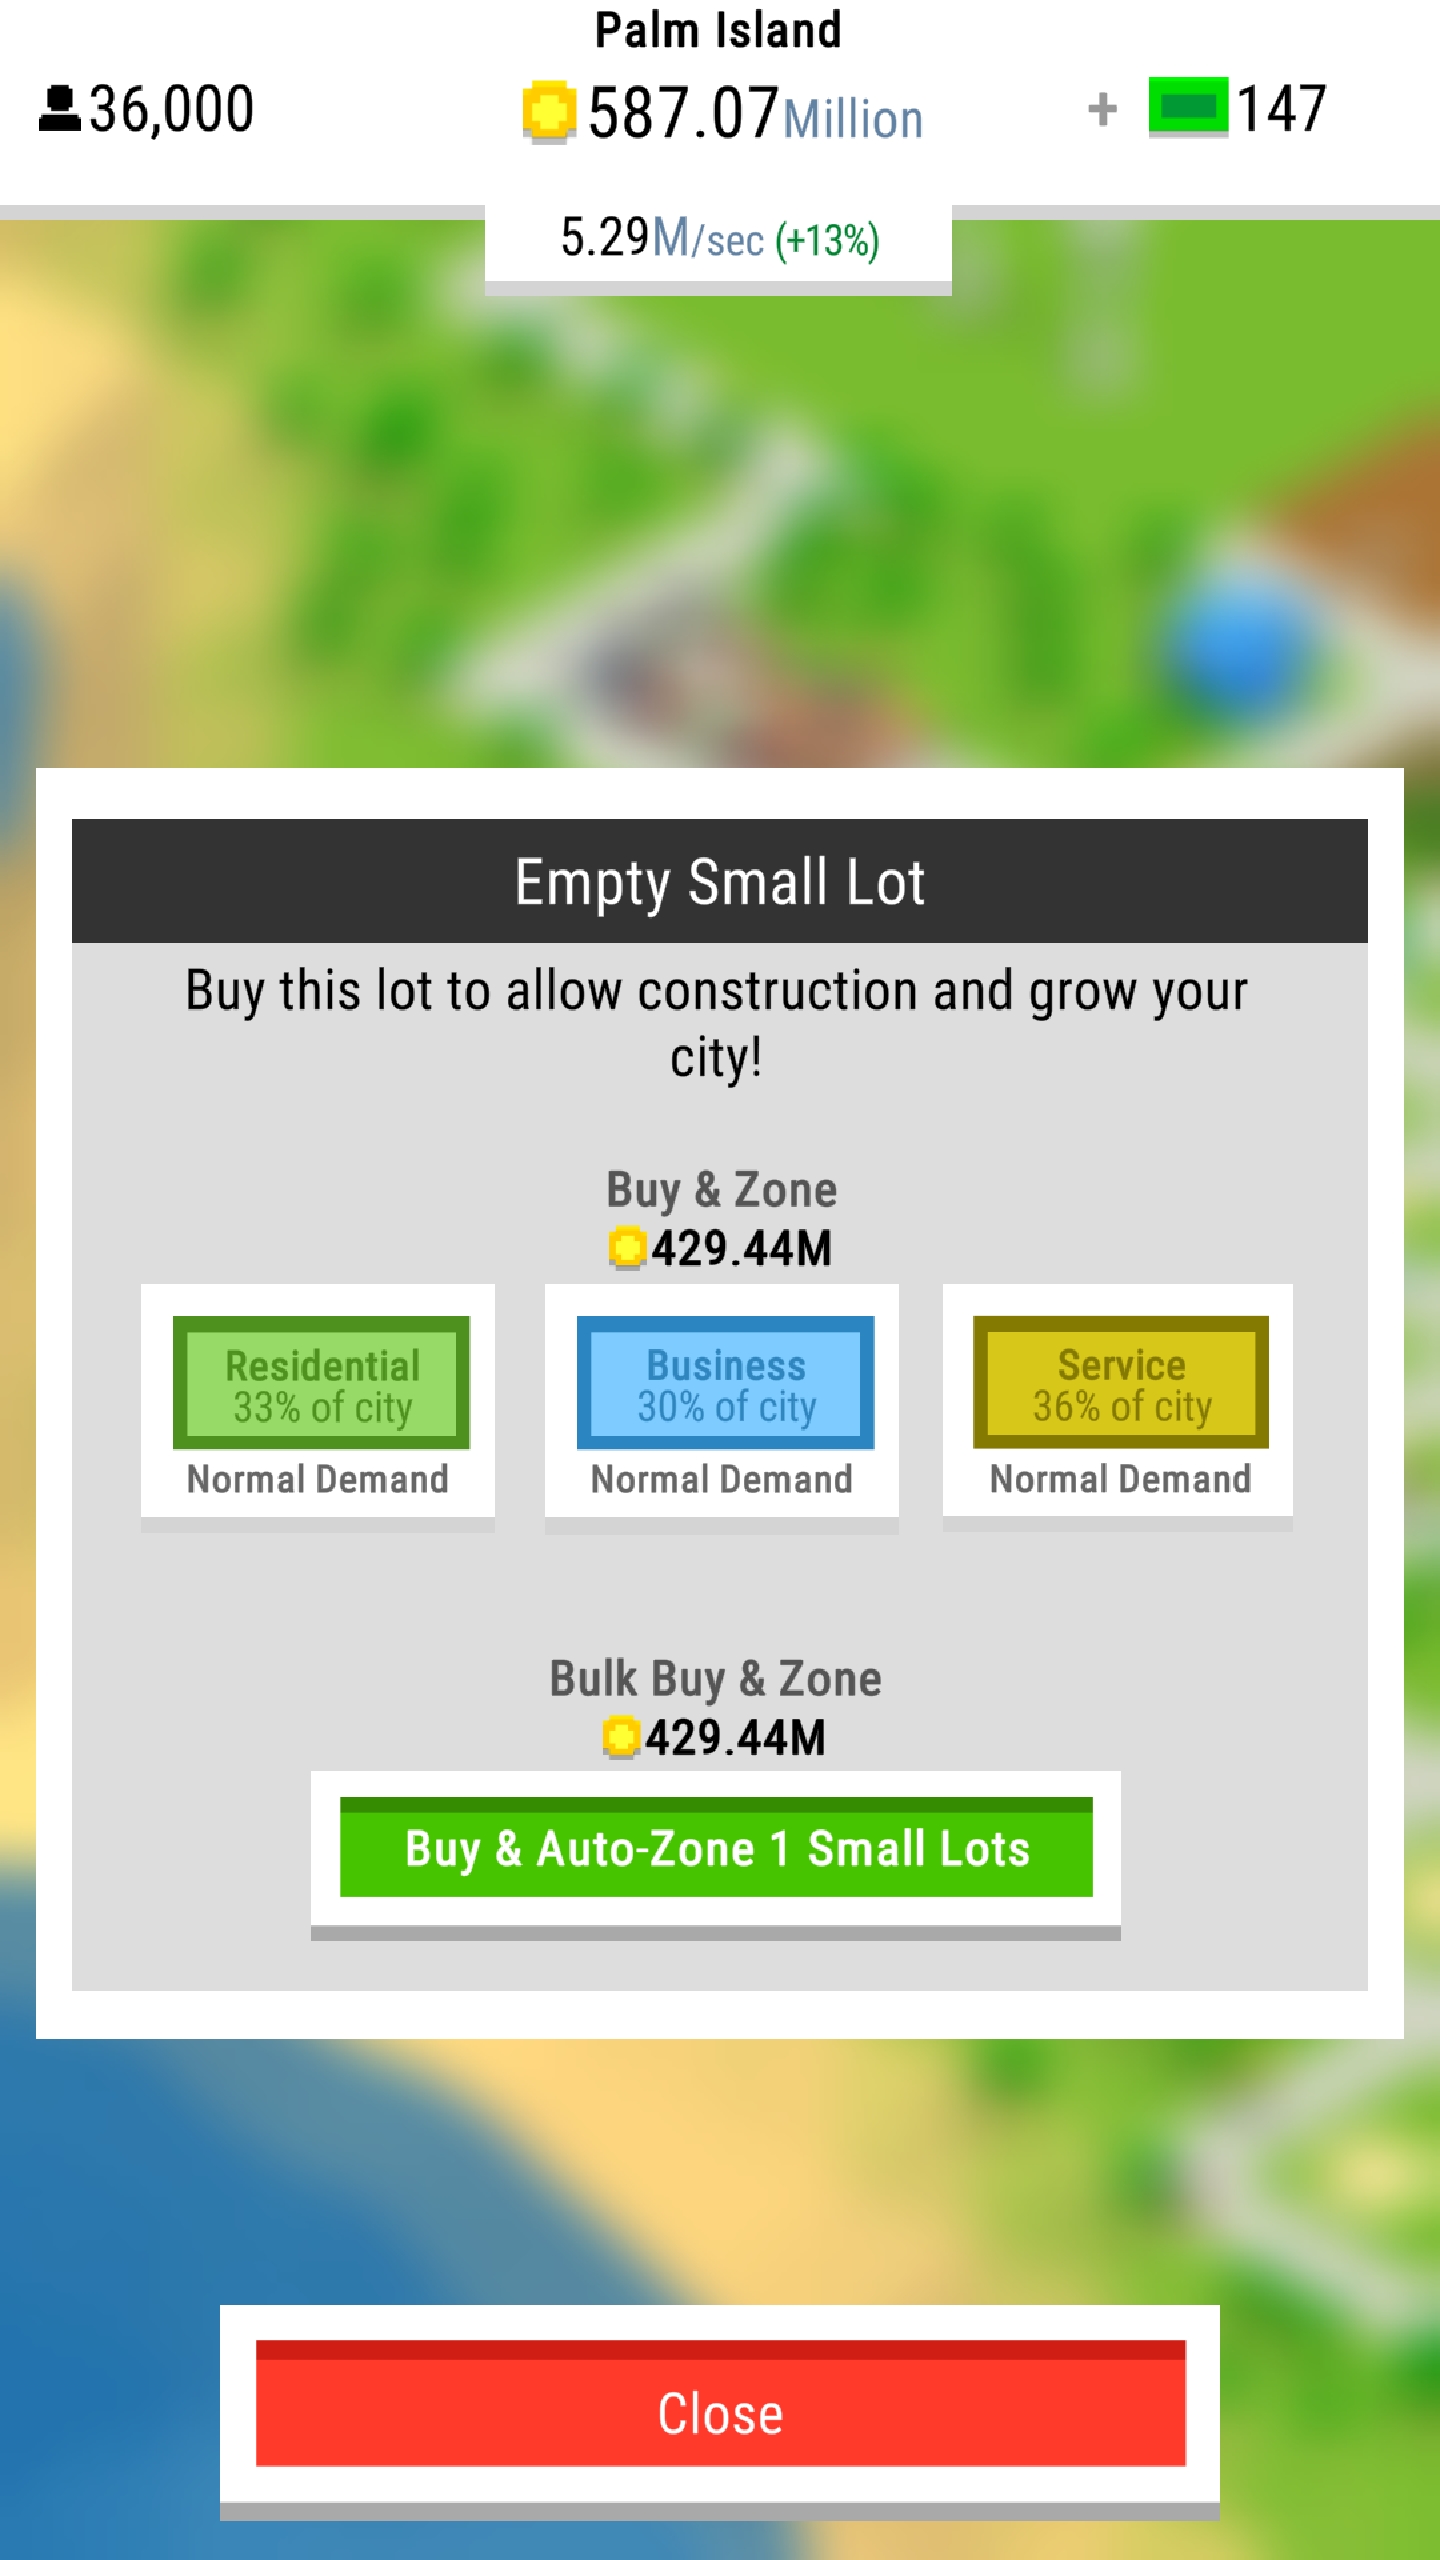 Palm Island
36,000
587.07Million
+ 147
5.29M/sec (+13%)
Empty Small Lot
Buy this lot to allow construction and grow your
city!
Buy & Zone
429.44M
Residential
33% of city
Normal Demand
Business
30% of city
Normal Demand
Service
36% of city
Normal Demand
Bulk Buy & Zone
429.44M
Buy & Auto-Zone 1 Small Lots
Close